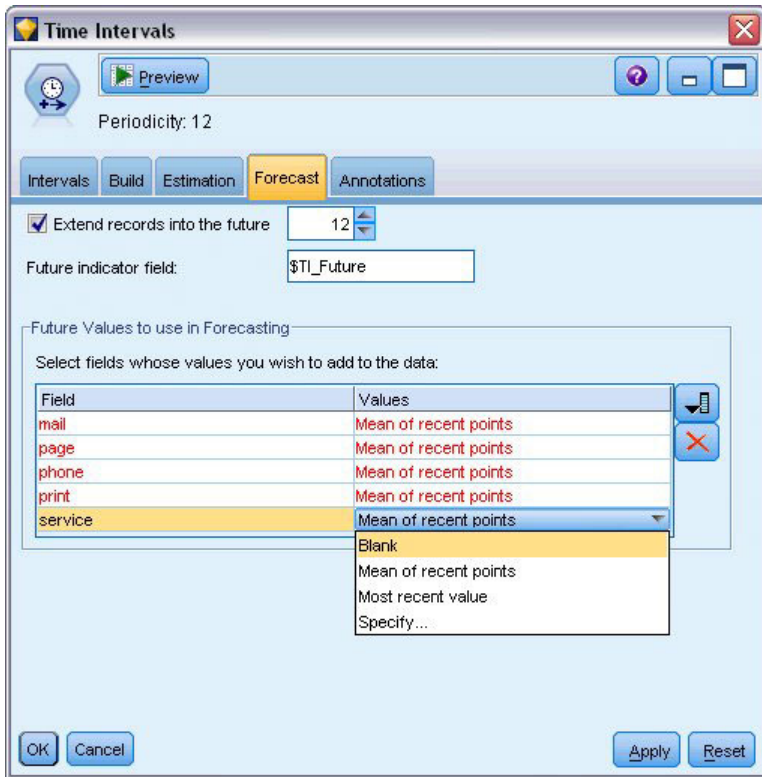 Time Intervals
Preview
Periodicity: 12
Intervals Build Estimation Forecast Annotations
Extend records into the future 12
Future indicator field: $TI_Future
Future Values to use in Forecasting
Select fields whose values you wish to add to the data:
Field Values
mail Mean of recent points
page Mean of recent points
phone Mean of recent points
print Mean of recent points
service Mean of recent points
Blank
Mean of recent points
Most recent value
Specify...
OK Cancel Apply Reset